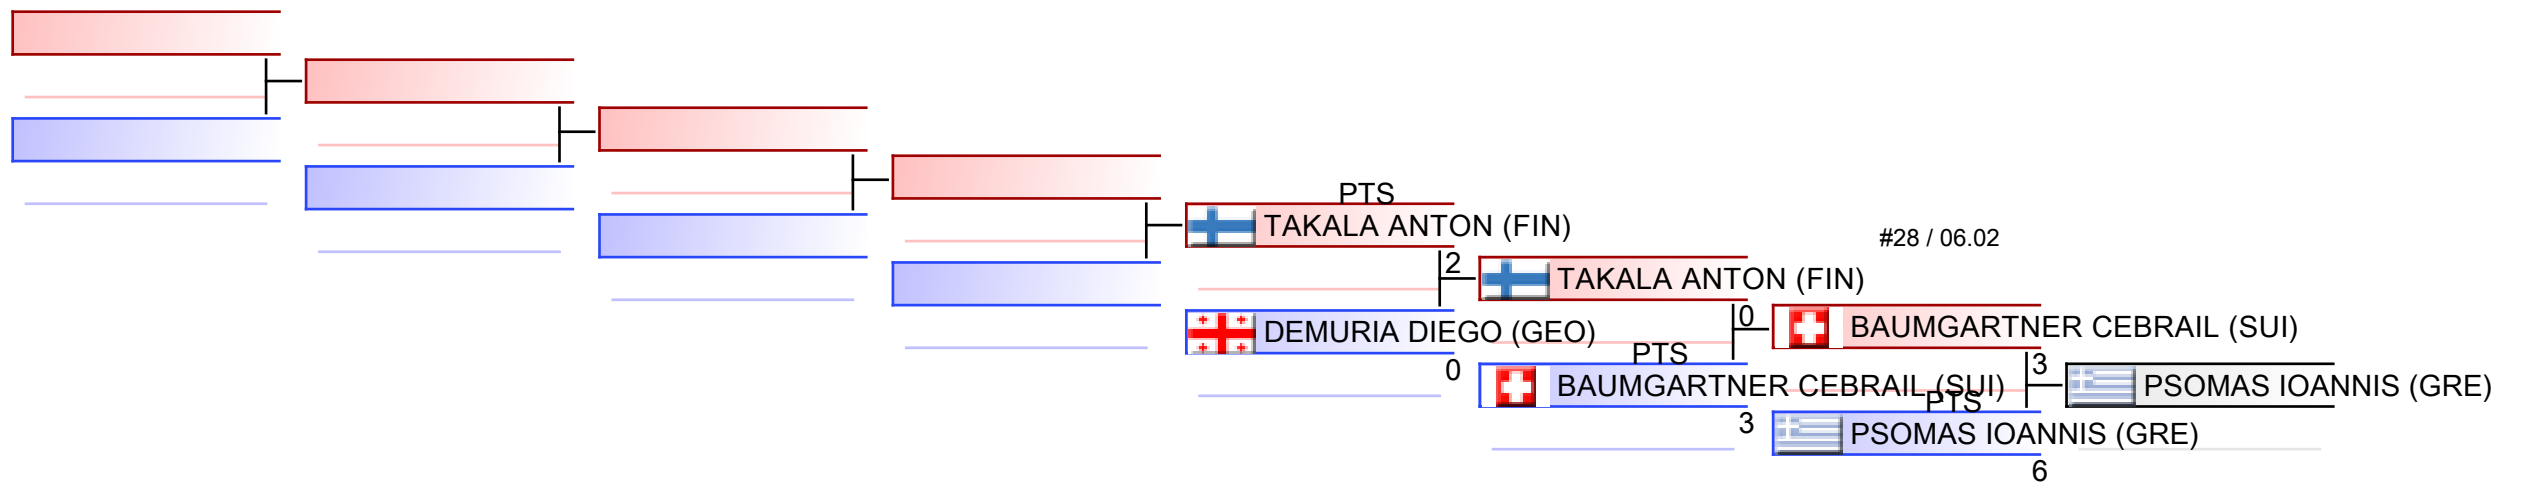 PTS
TAKALA ANTON (FIN)
#28 / 06.02
2
TAKALA ANTON (FIN)
0
BAUMGARTNER CEBRAIL (SUI)
DEMURIA DIEGO (GEO)
PTS
0
3
BAUMGARTNER CEBRAIL (SUI)
PSOMAS IOANNIS (GRE)
PTS
3
PSOMAS IOANNIS (GRE)
6